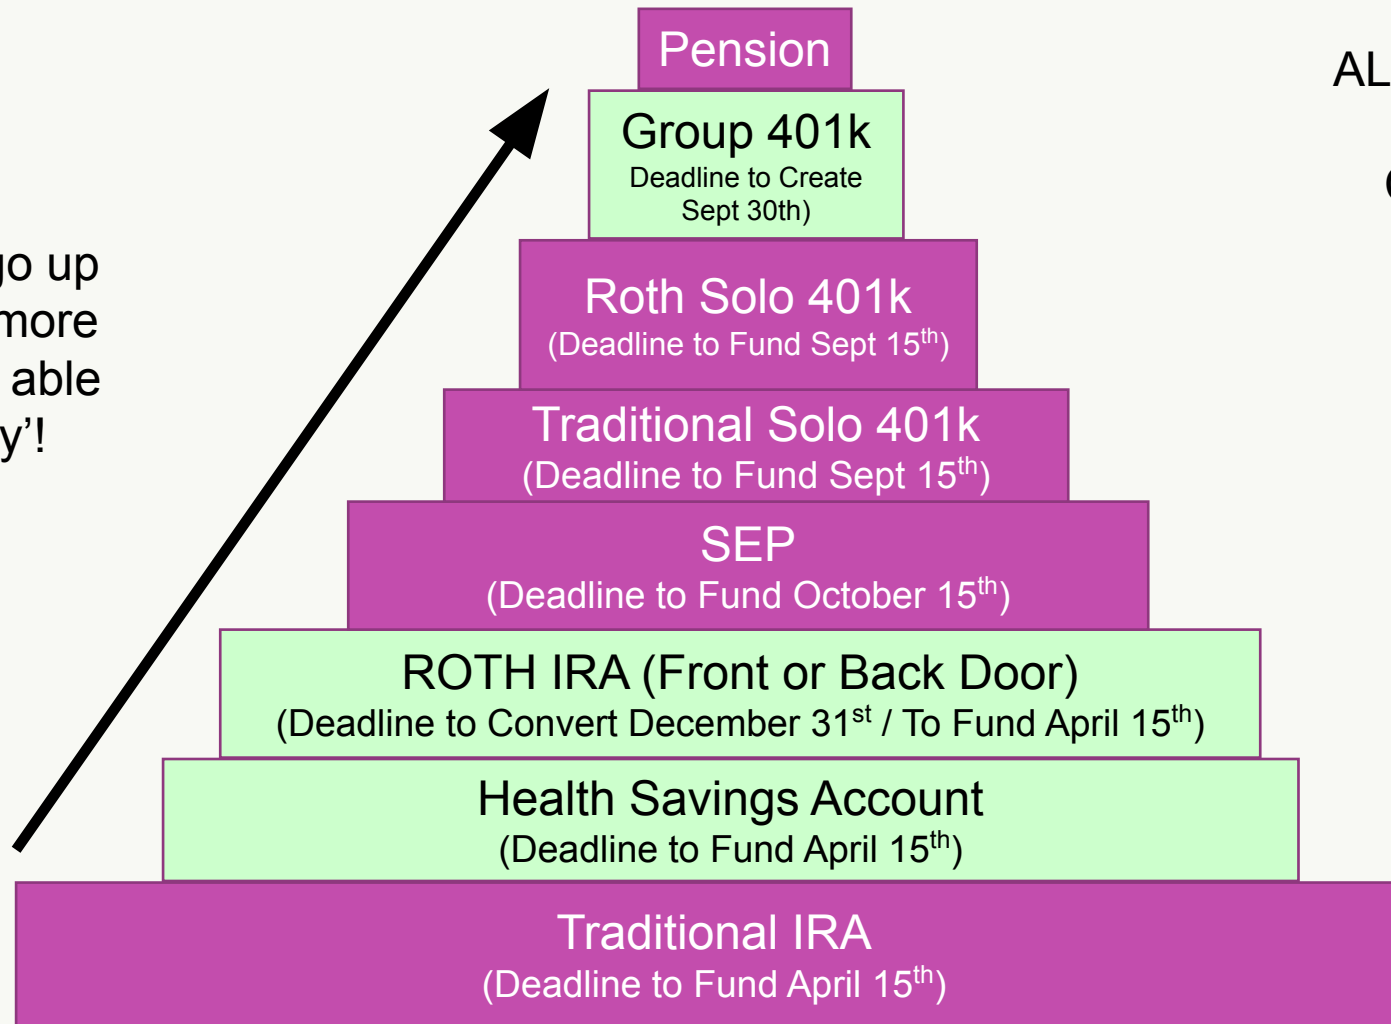 Pension
AL
Group 401k
Deadline to Create
Sept 30th)
go up
more
able
y’!
Roth Solo 401k
(Deadline to Fund Sept 15th)
Traditional Solo 401k
(Deadline to Fund Sept 15th)
SEP
(Deadline to Fund October 15th)
ROTH IRA (Front or Back Door)
(Deadline to Convert December 31st / To Fund April 15th)
Health Savings Account
(Deadline to Fund April 15th)
Traditional IRA
(Deadline to Fund April 15th)